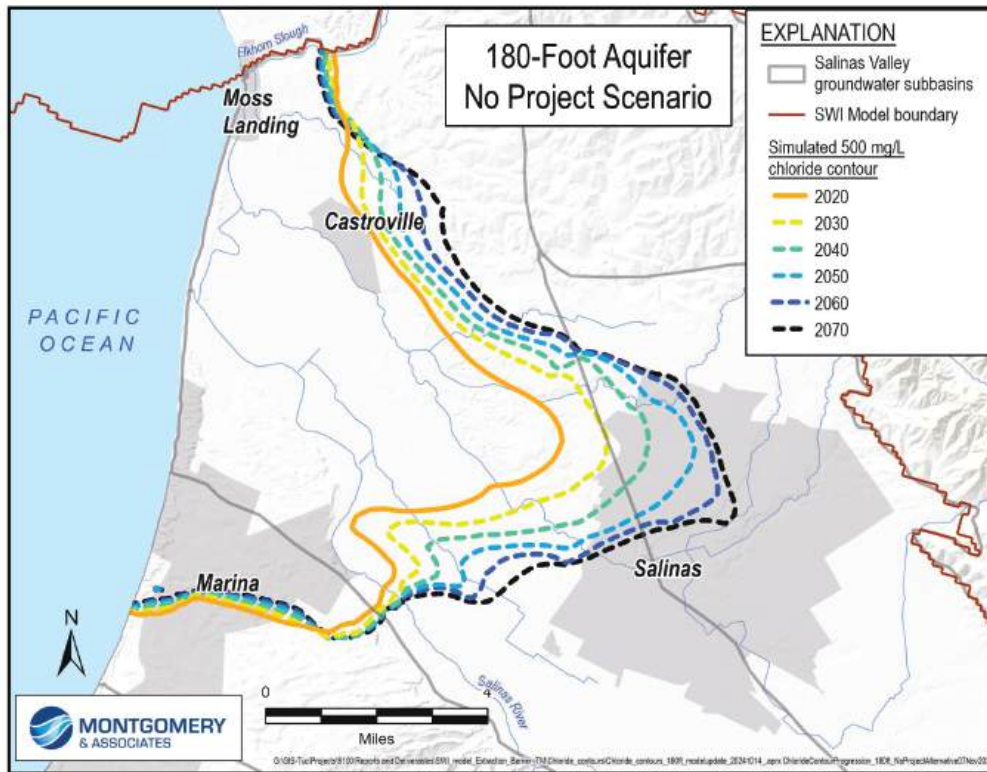 180-Foot Aquifer
No Project Scenario
EXPLANATION
Salinas Valley
groundwater subbasins
SWI Model boundary
Simulated 500 mg/L
chloride contour
2020
2030
2040
2050
2060
2070
Elkhorn Slough
Moss
Landing
Castroville
PACIFIC
OCEAN
Marina
Salinas
Salinas River
N
0
4
Miles
MONTGOMERY
& ASSOCIATES